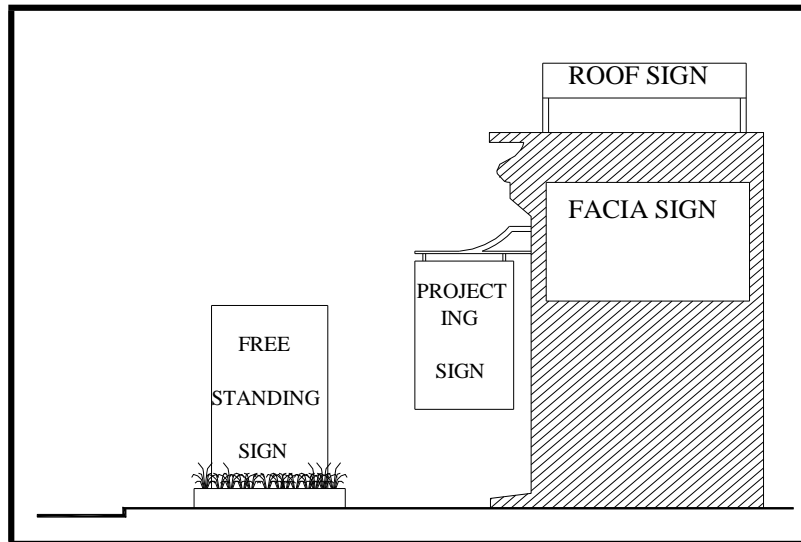 ROOF SIGN
FACIA SIGN
PROJECT
ING
SIGN
FREE
STANDING
SIGN